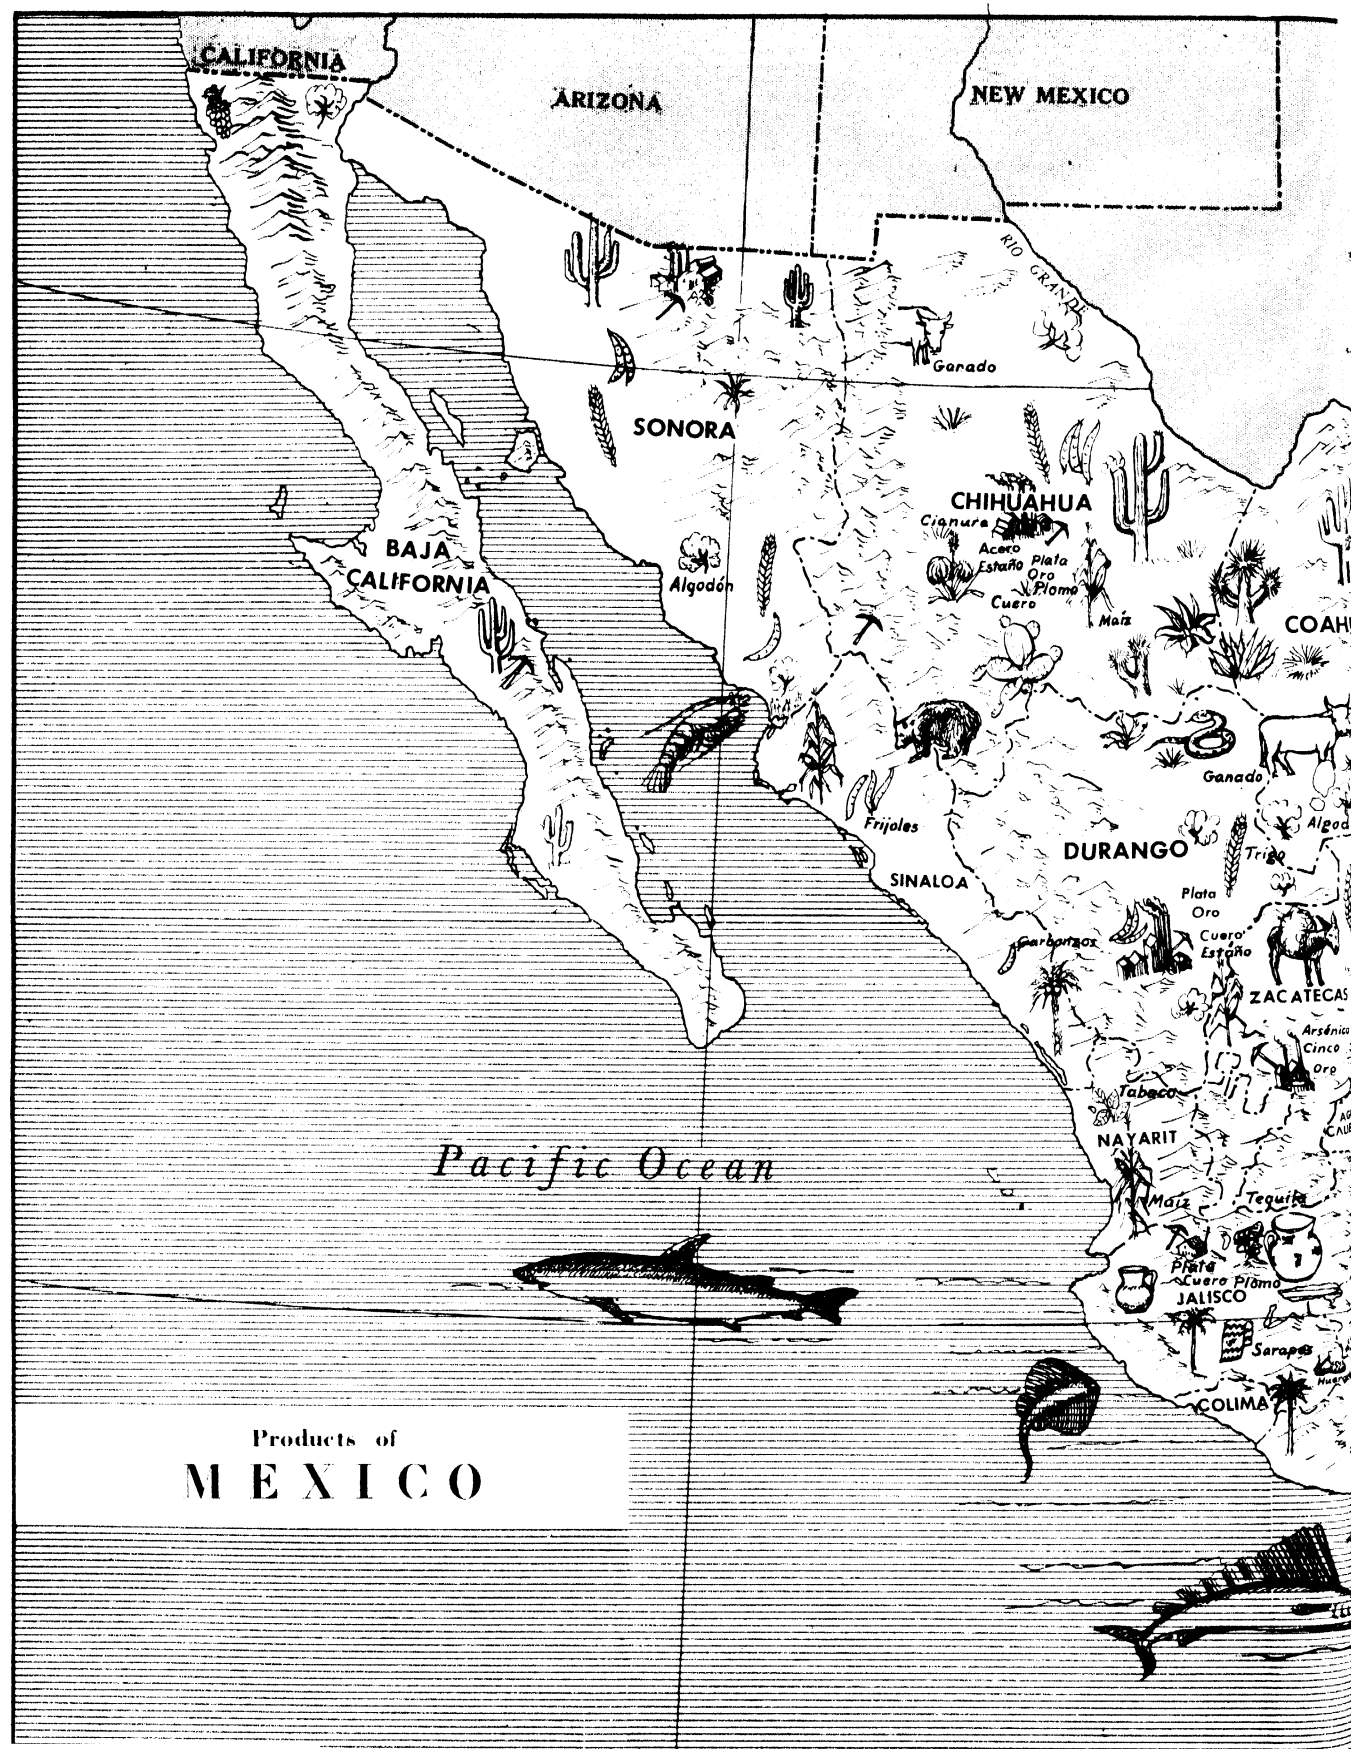 CALIFORNIA
ARIZONA
NEW MEXICO
RIO GRANDE
Garado
SONORA
CHIHUAHUA
Cianuro
Acero
Estaño
Plata
Oro
Plomo
Cuero
Maíz
BAJA
CALIFORNIA
Algodón
COAH
Ganado
Algod
Frijoles
DURANGO
Trigo
SINALOA
Plata
Oro
Cuero
Estaño
Garbanzos
ZACATECAS
Arsénico
Cinco
Oro
Tabaco
NAYARIT
Pacific Ocean
Maíz
Tequila
Plata
Cuero Plomo
JALISCO
Sarapes
COLIMA
Products of
MEXICO